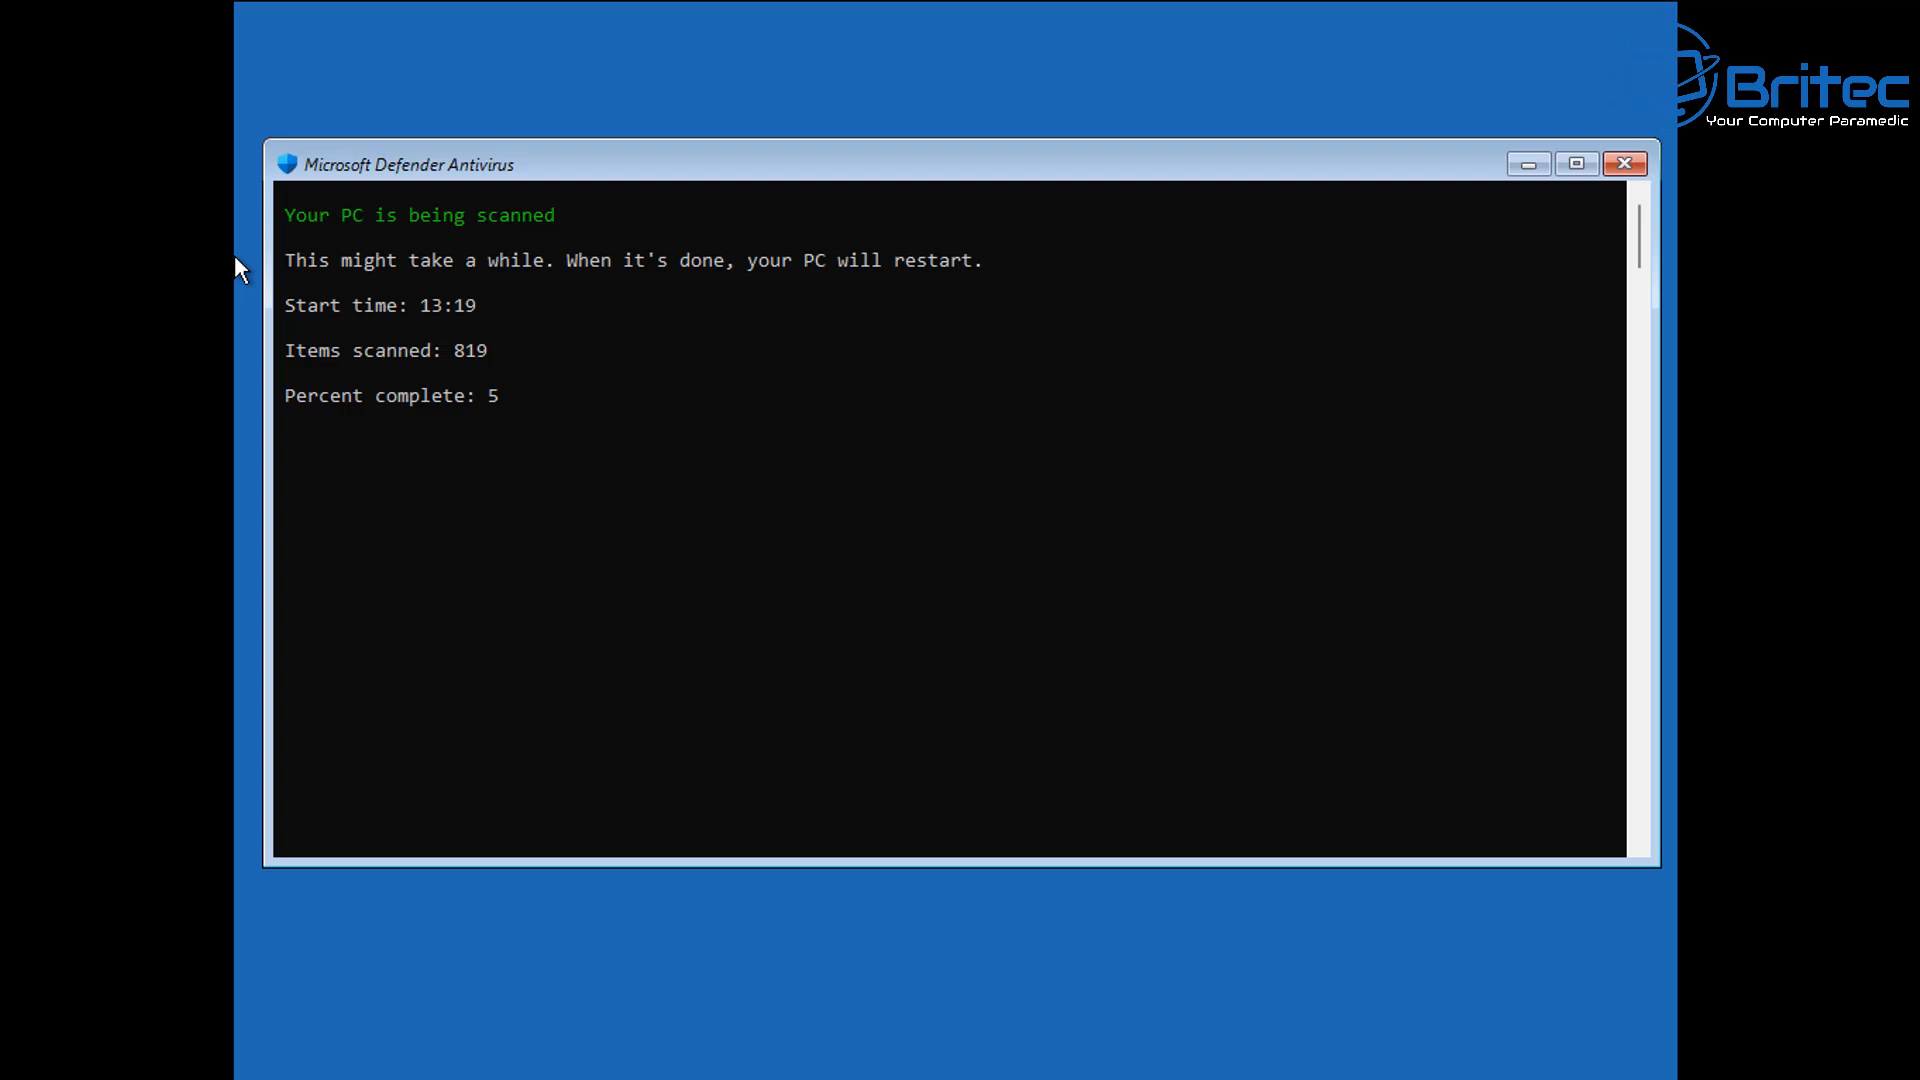 Britec
Your Computer Paramedic
Microsoft Defender Antivirus
Your PC is being scanned
This might take a while. When it's done, your PC will restart.
Start time: 13:19
Items scanned: 819
Percent complete: 5